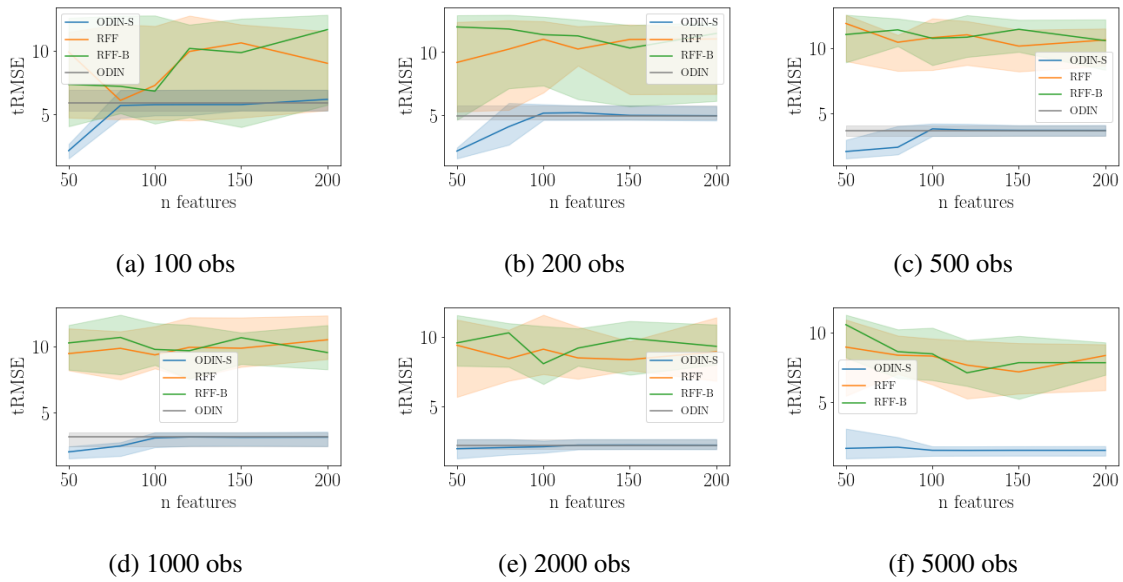 tRMSE
10
5
ODIN-S
RFF
RFF-B
ODIN
50
100
150
200
n features
(a) 100 obs
tRMSE
10
5
ODIN-S
RFF
RFF-B
ODIN
50
100
150
200
n features
(b) 200 obs
tRMSE
10
5
ODIN-S
RFF
RFF-B
ODIN
50
100
150
200
n features
(c) 500 obs
tRMSE
10
5
ODIN-S
RFF
RFF-B
ODIN
50
100
150
200
n features
(d) 1000 obs
tRMSE
10
5
ODIN-S
RFF
RFF-B
ODIN
50
100
150
200
n features
(e) 2000 obs
tRMSE
10
5
ODIN-S
RFF
RFF-B
50
100
150
200
n features
(f) 5000 obs